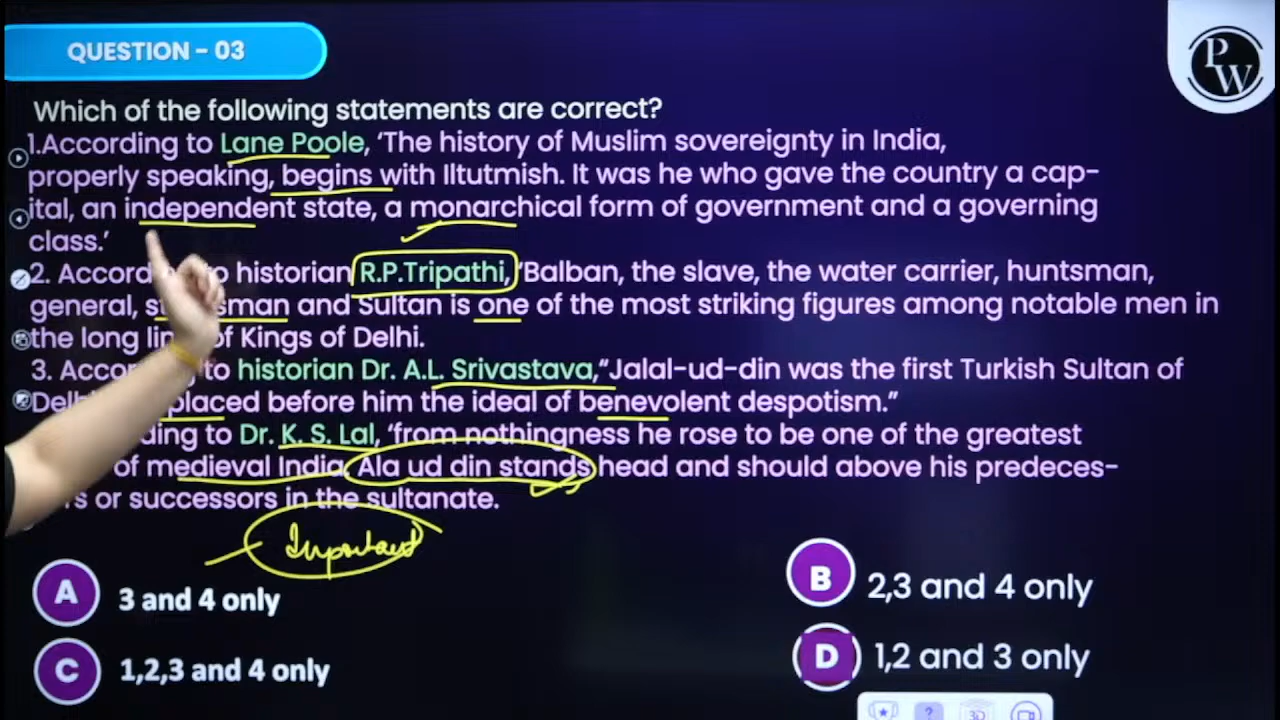 QUESTION - 03
PW
Which of the following statements are correct?
1.According to Lane Poole, ‘The history of Muslim sovereignty in India,
properly speaking, begins with Iltutmish. It was he who gave the country a cap-
ital, an independent state, a monarchical form of government and a governing
class.’
2. Accord to historian R.P.Tripathi, ‘Balban, the slave, the water carrier, huntsman,
general, s sman and Sultan is one of the most striking figures among notable men in
the long lin of Kings of Delhi.
3. Accor to historian Dr. A.L. Srivastava,“Jalal-ud-din was the first Turkish Sultan of
Delh placed before him the ideal of benevolent despotism.”
ding to Dr. K. S. Lal, ‘from nothingness he rose to be one of the greatest
of medieval India. Ala ud din stands head and should above his predeces-
rs or successors in the sultanate.
Important
A 3 and 4 only
B 2,3 and 4 only
C 1,2,3 and 4 only
D 1,2 and 3 only
?
3D